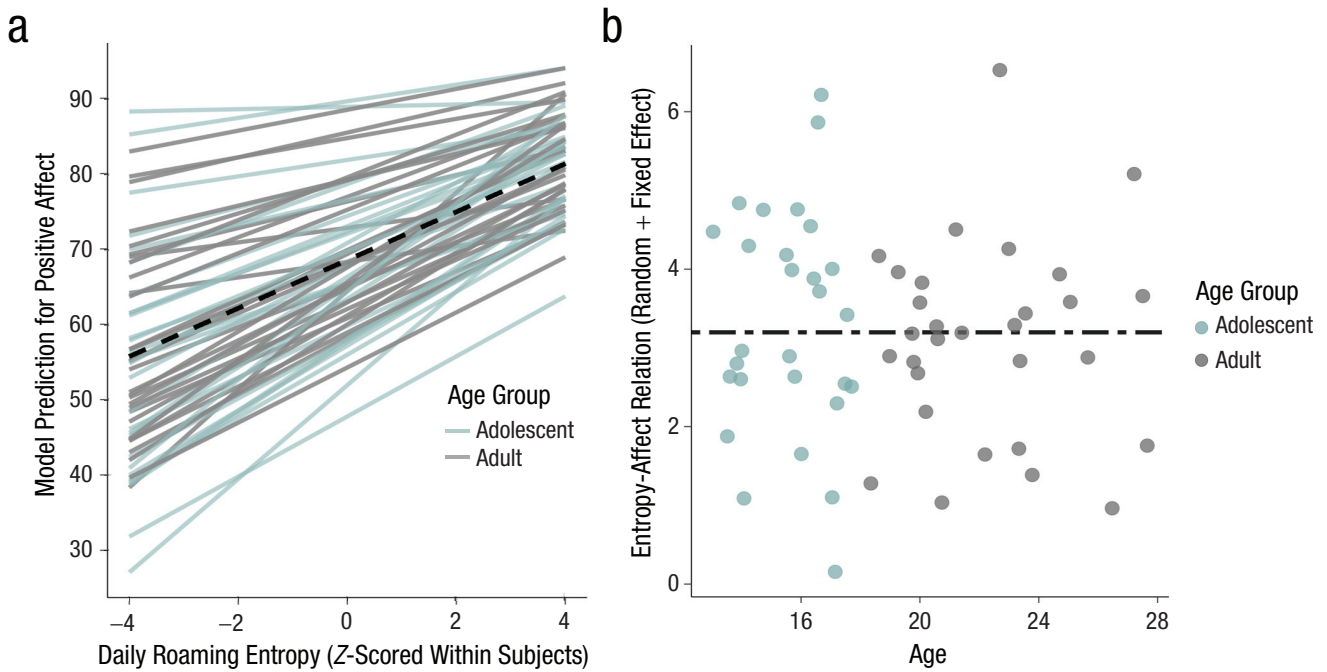 a
Model Prediction for Positive Affect
90
80
70
60
50
40
30
−4
−2
0
2
4
Daily Roaming Entropy (Z-Scored Within Subjects)
Age Group
Adolescent
Adult
b
Entropy-Affect Relation (Random + Fixed Effect)
6
4
2
0
16
20
24
28
Age
Age Group
Adolescent
Adult